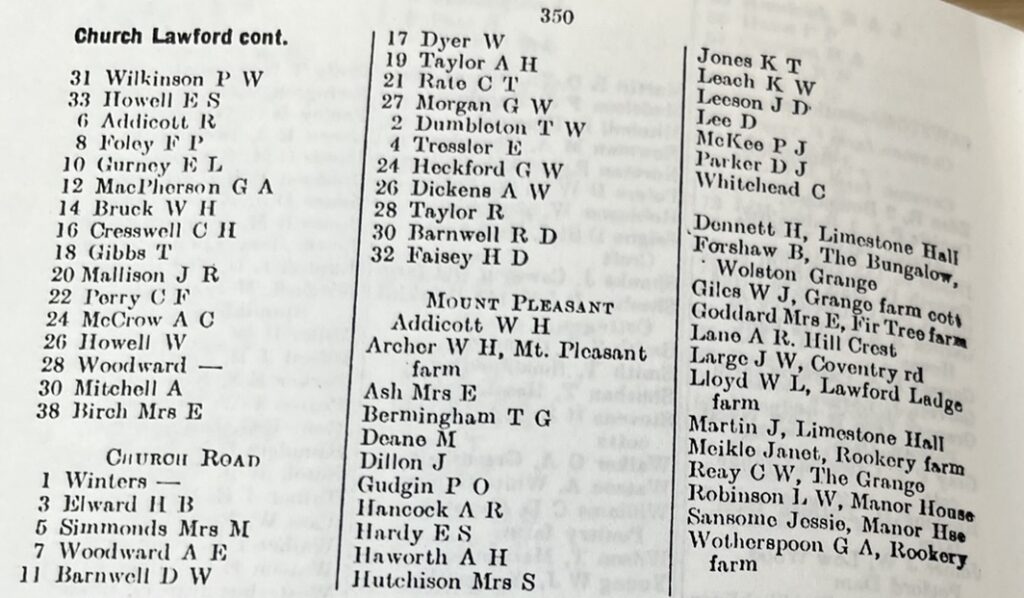 350
Church Lawford cont.
31 Wilkinson P W
33 Howell E S
6 Addicott R
8 Foley F P
10 Gurney E L
12 MacPherson G A
14 Bruck W H
16 Cresswell C H
18 Gibbs T
20 Mallison J R
22 Perry C F
24 McCrow A C
26 Howell W
28 Woodward —
30 Mitchell A
38 Birch Mrs E
CHURCH ROAD
1 Winters —
3 Elward H B
5 Simmonds Mrs M
7 Woodward A E
11 Barnwell D W
17 Dyer W
19 Taylor A H
21 Rate C T
27 Morgan G W
2 Dumbleton T W
4 Tressler E
24 Heckford G W
26 Dickens A W
28 Taylor R
30 Barnwell R D
32 Faisey H D
MOUNT PLEASANT
Addicott W H
Archer W H, Mt. Pleasant
farm
Ash Mrs E
Bermingham T G
Deane M
Dillon J
Gudgin P O
Hancock A R
Hardy E S
Haworth A H
Hutchison Mrs S
Jones K T
Leach K W
Leeson J D
Lee D
McKee P J
Parker D J
Whitehead C
Dennett H, Limestone Hall
Forshaw B, The Bungalow,
Wolston Grange
Giles W J, Grange farm cott
Goddard Mrs E, Fir Tree farm
Lane A R. Hill Crest
Large J W, Coventry rd
Lloyd W L, Lawford Ladge
farm
Martin J, Limestone Hall
Meikle Janet, Rookery farm
Reay C W, The Grange
Robinson L W, Manor House
Sansome Jessie, Manor Hse
Wotherspoon G A, Rookery
farm